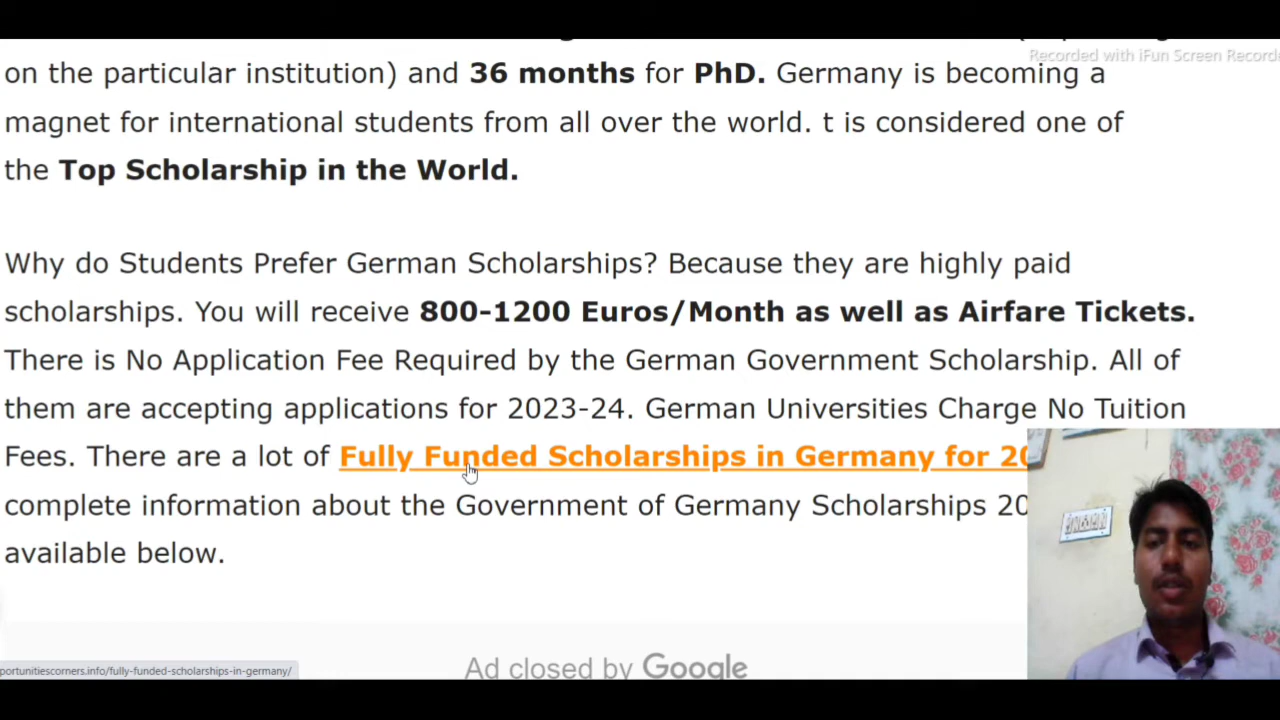 Recorded with iFun Screen Record
on the particular institution) and 36 months for PhD. Germany is becoming a
magnet for international students from all over the world. t is considered one of
the Top Scholarship in the World.
Why do Students Prefer German Scholarships? Because they are highly paid
scholarships. You will receive 800-1200 Euros/Month as well as Airfare Tickets.
There is No Application Fee Required by the German Government Scholarship. All of
them are accepting applications for 2023-24. German Universities Charge No Tuition
Fees. There are a lot of Fully Funded Scholarships in Germany for 20
complete information about the Government of Germany Scholarships 20
available below.
Ad closed by Google
portunitiescorners.info/fully-funded-scholarships-in-germany/